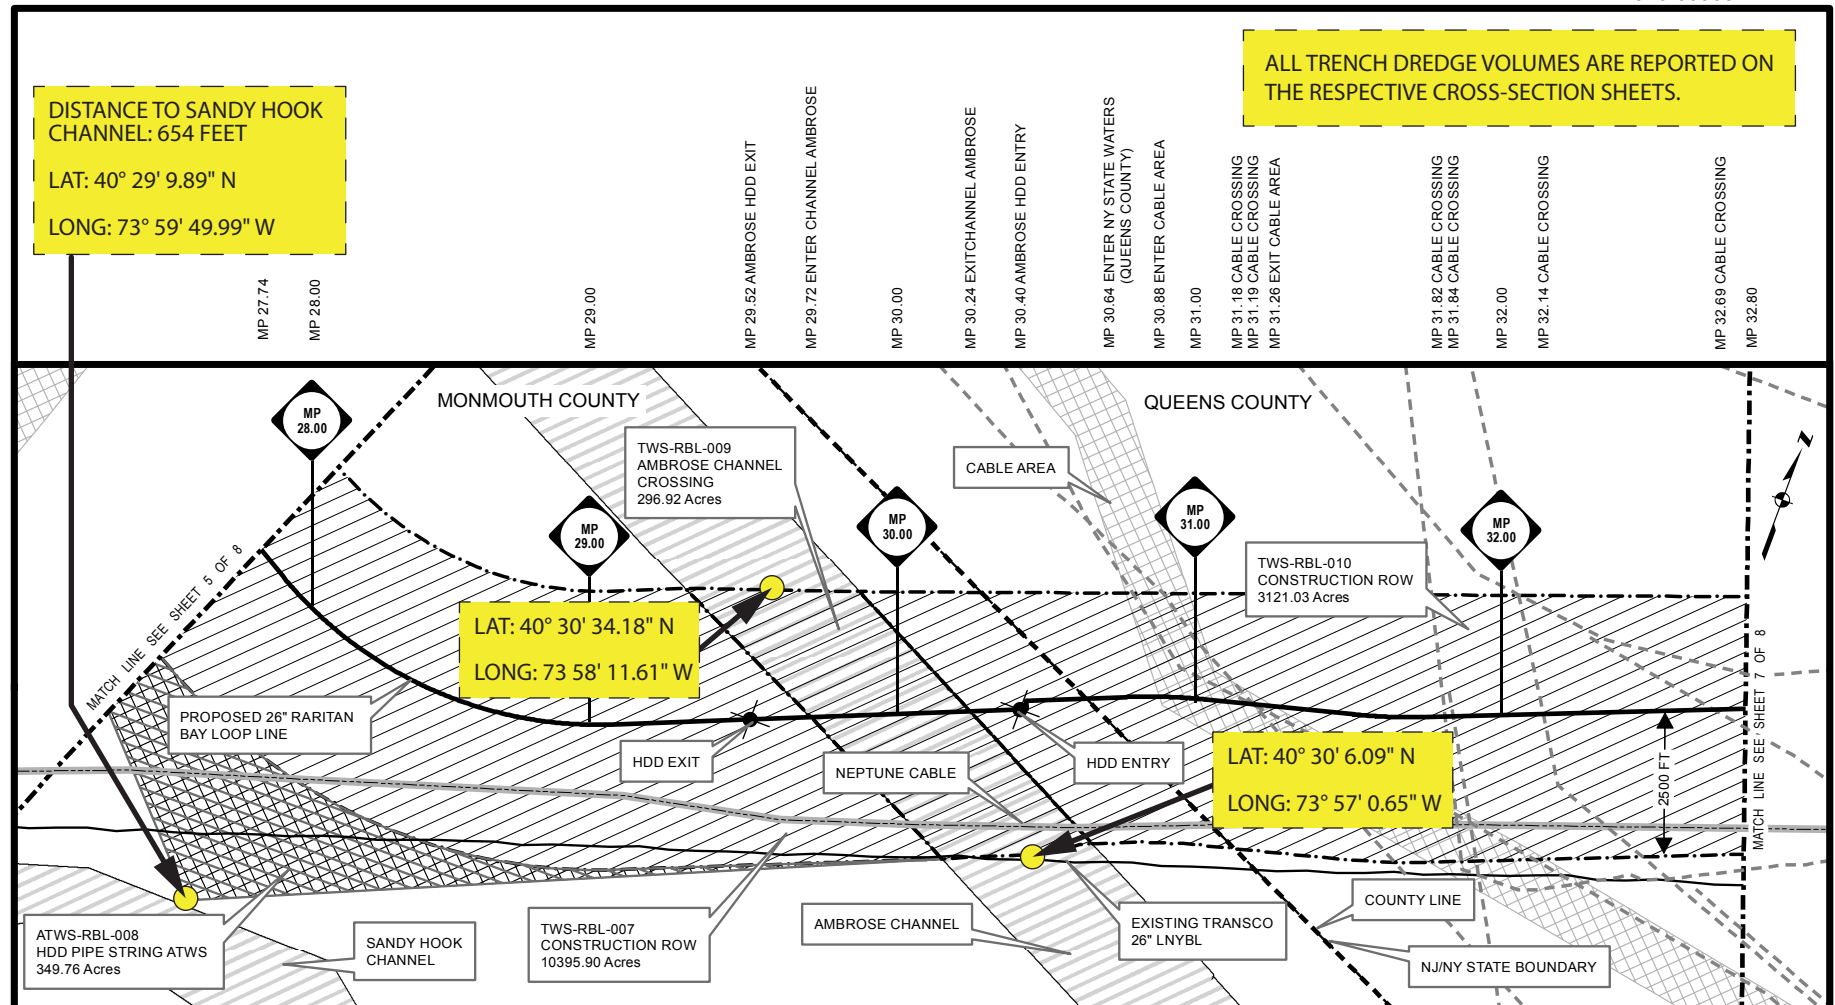 ALL TRENCH DREDGE VOLUMES ARE REPORTED ON
THE RESPECTIVE CROSS-SECTION SHEETS.
DISTANCE TO SANDY HOOK
CHANNEL: 654 FEET
LAT: 40° 29' 9.89" N
LONG: 73° 59' 49.99" W
MP 27.74
MP 28.00
MP 29.00
MP 29.52 AMBROSE HDD EXIT
MP 29.72 ENTER CHANNEL AMBROSE
MP 30.00
MP 30.24 EXITCHANNEL AMBROSE
MP 30.40 AMBROSE HDD ENTRY
MP 30.64 ENTER NY STATE WATERS
(QUEENS COUNTY)
MP 30.88 ENTER CABLE AREA
MP 31.00
MP 31.18 CABLE CROSSING
MP 31.19 CABLE CROSSING
MP 31.26 EXIT CABLE AREA
MP 31.82 CABLE CROSSING
MP 31.84 CABLE CROSSING
MP 32.00
MP 32.14 CABLE CROSSING
MP 32.69 CABLE CROSSING
MP 32.80
MONMOUTH COUNTY
QUEENS COUNTY
MP
28.00
TWS-RBL-009
AMBROSE CHANNEL
CROSSING
296.92 Acres
CABLE AREA
MP
29.00
MP
30.00
MP
31.00
MP
32.00
Z
TWS-RBL-010
CONSTRUCTION ROW
3121.03 Acres
MATCH LINE SEE SHEET 5 OF 8
LAT: 40° 30' 34.18" N
LONG: 73 58' 11.61" W
PROPOSED 26" RARITAN
BAY LOOP LINE
HDD EXIT
NEPTUNE CABLE
HDD ENTRY
LAT: 40° 30' 6.09" N
LONG: 73° 57' 0.65" W
2500 FT
MATCH LINE SEE SHEET 7 OF 8
ATWS-RBL-008
HDD PIPE STRING ATWS
349.76 Acres
SANDY HOOK
CHANNEL
TWS-RBL-007
CONSTRUCTION ROW
10395.90 Acres
AMBROSE CHANNEL
EXISTING TRANSCO
26" LNYBL
COUNTY LINE
NJ/NY STATE BOUNDARY